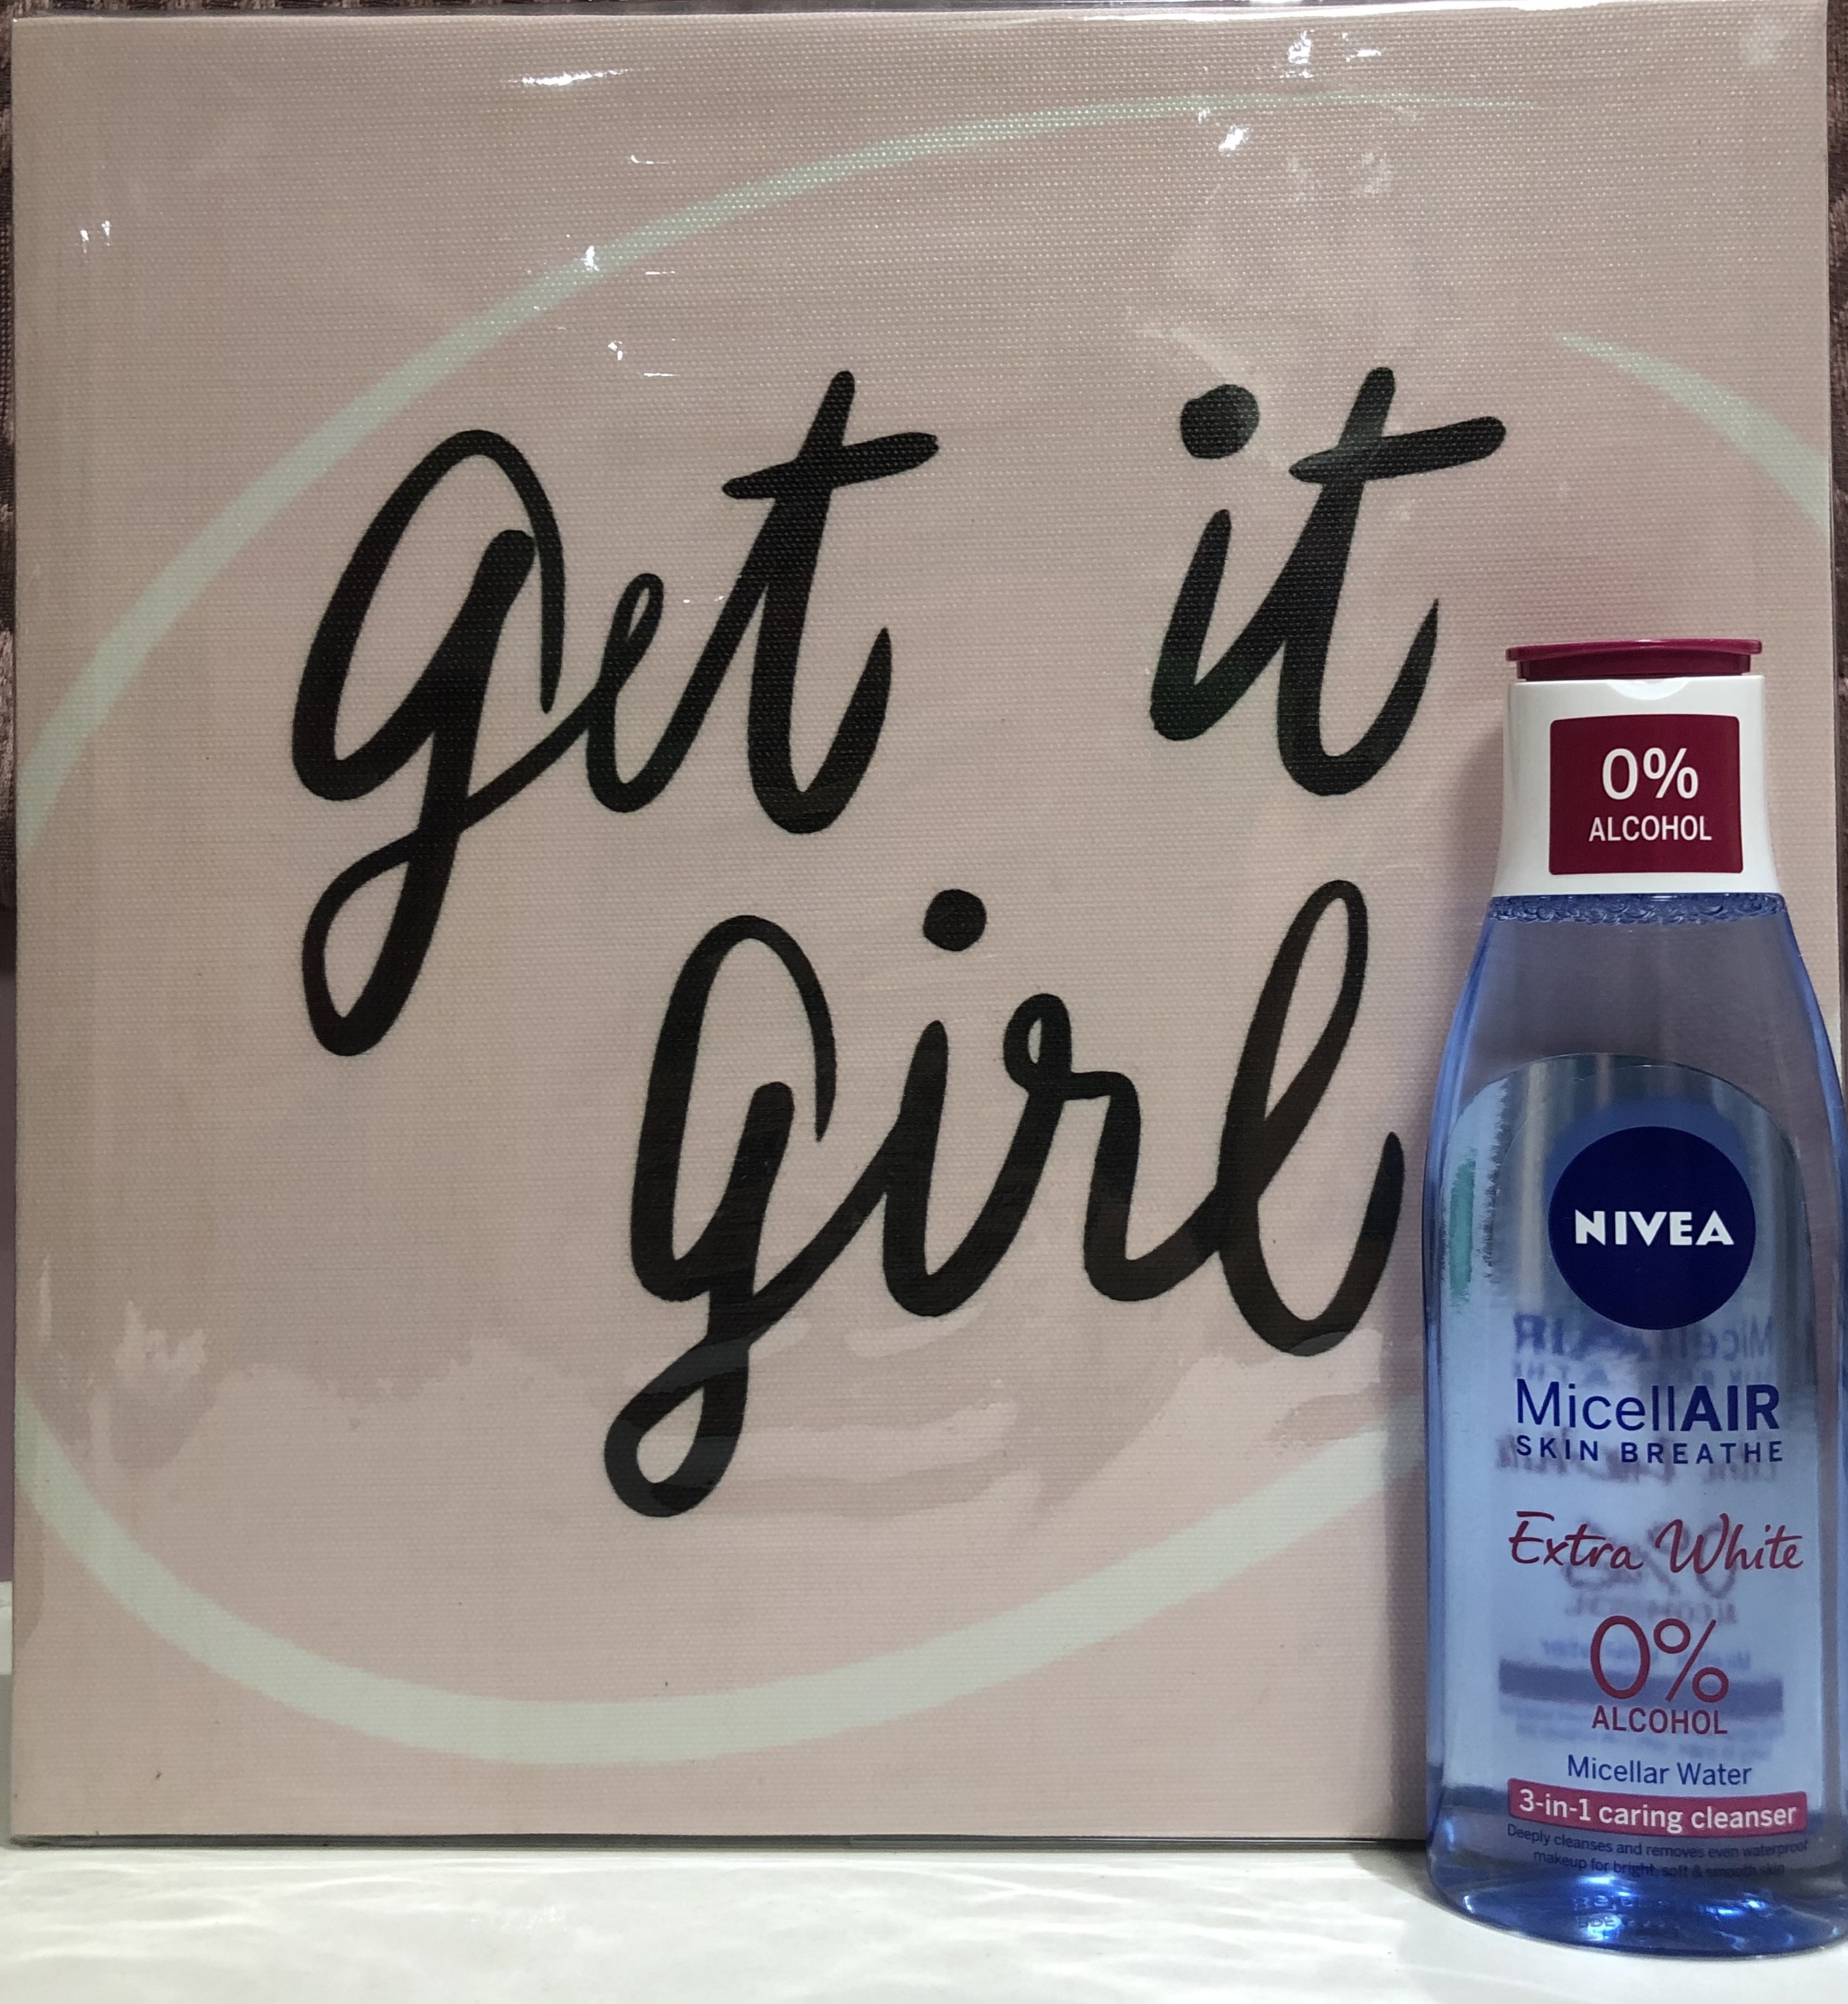 get it
girl
0%
ALCOHOL
NIVEA
MicellAIR
SKIN BREATHE
Extra White
0%
ALCOHOL
Micellar Water
3-in-1 caring cleanser
Deeply cleanses and removes even waterproof
makeup for bright, soft & smooth skin